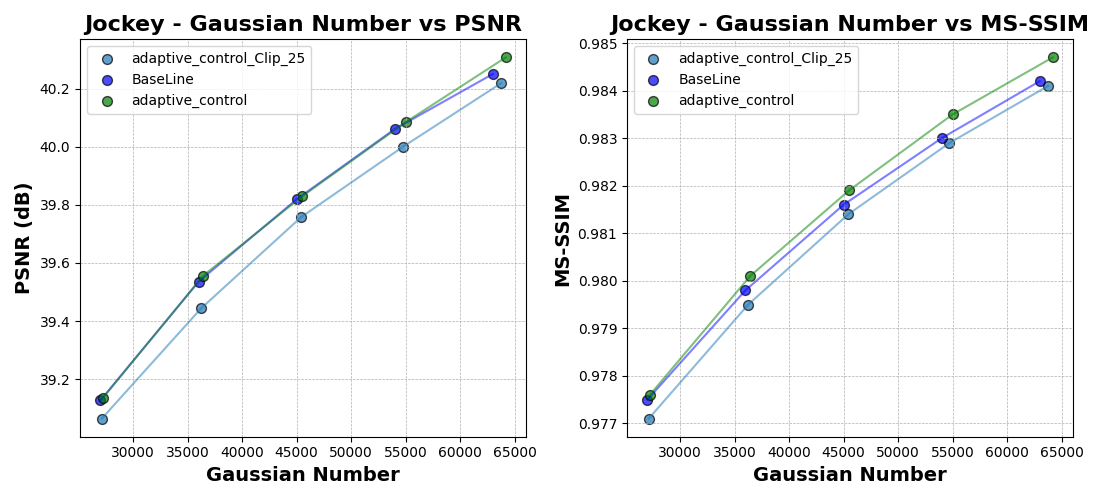 Jockey - Gaussian Number vs PSNR
adaptive_control_Clip_25
BaseLine
adaptive_control
40.2
40.0
39.8
39.6
39.4
39.2
PSNR (dB)
30000 35000 40000 45000 50000 55000 60000 65000
Gaussian Number
Jockey - Gaussian Number vs MS-SSIM
adaptive_control_Clip_25
BaseLine
adaptive_control
0.985
0.984
0.983
0.982
0.981
0.980
0.979
0.978
0.977
MS-SSIM
30000 35000 40000 45000 50000 55000 60000 65000
Gaussian Number